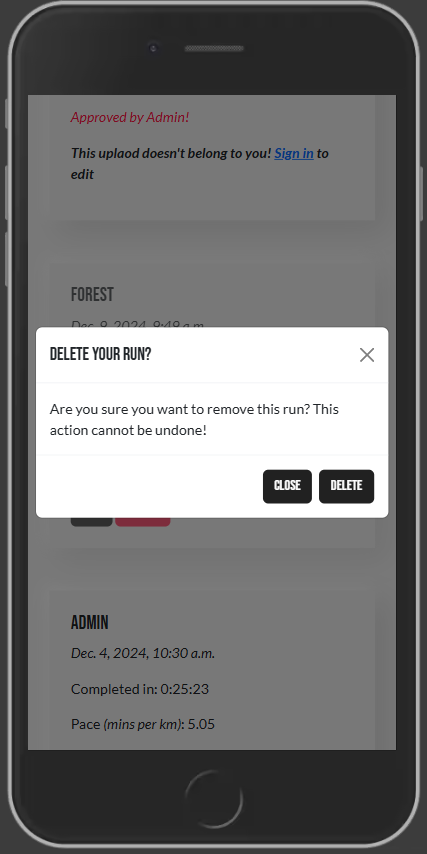 Approved by Admin!
This uplaod doesn't belong to you! Sign in to
edit
FOREST
Dec. 9, 2024, 9:49 a.m.
DELETE YOUR RUN?
Are you sure you want to remove this run? This
action cannot be undone!
CLOSE DELETE
ADMIN
Dec. 4, 2024, 10:30 a.m.
Completed in: 0:25:23
Pace (mins per km): 5.05